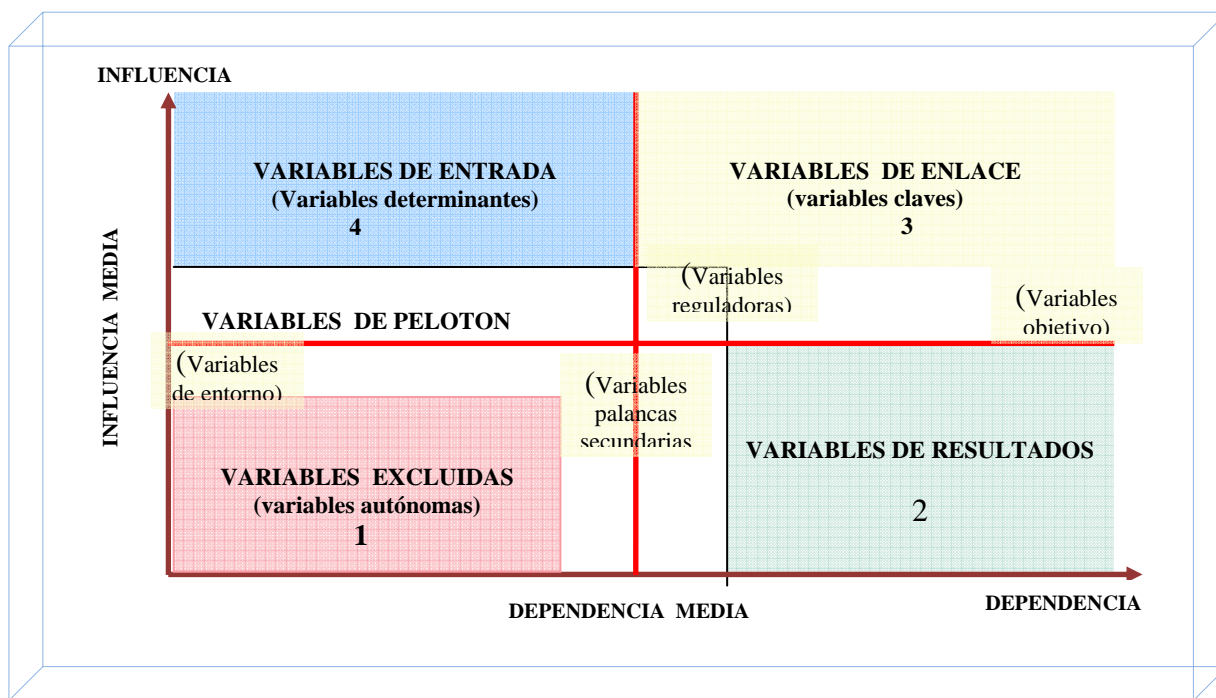 INFLUENCIA
VARIABLES DE ENTRADA
(Variables determinantes)
4
VARIABLES DE ENLACE
(variables claves)
3
INFLUENCIA MEDIA
(Variables
reguladoras)
(Variables
objetivo)
VARIABLES DE PELOTON
(Variables
de entorno)
(Variables
palancas
secundarias
VARIABLES DE RESULTADOS
2
VARIABLES EXCLUIDAS
(variables autónomas)
1
DEPENDENCIA MEDIA
DEPENDENCIA